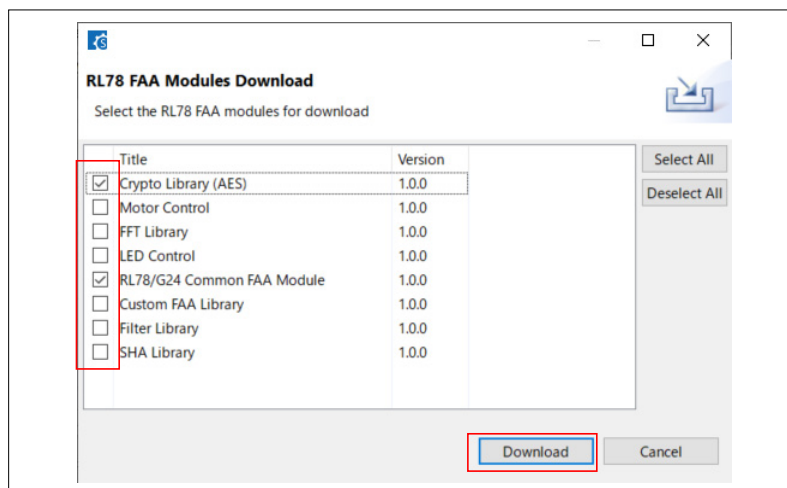 RL78 FAA Modules Download
Select the RL78 FAA modules for download
Title Version
Crypto Library (AES) 1.0.0
Motor Control 1.0.0
FFT Library 1.0.0
LED Control 1.0.0
RL78/G24 Common FAA Module 1.0.0
Custom FAA Library 1.0.0
Filter Library 1.0.0
SHA Library 1.0.0
Select All
Deselect All
Download Cancel